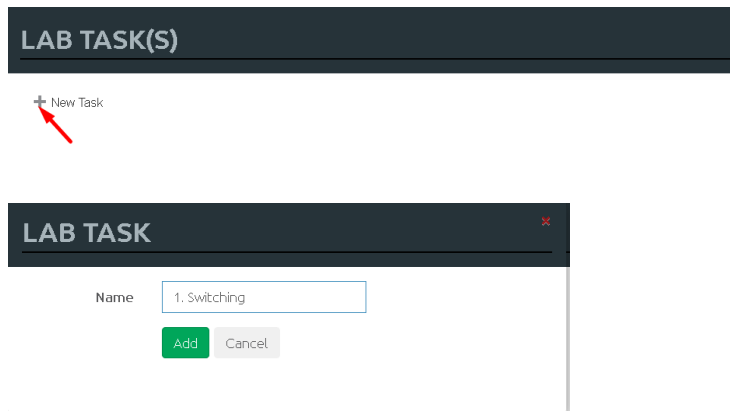 LAB TASK(S)
New Task
LAB TASK
Name 1. Switching
Add Cancel